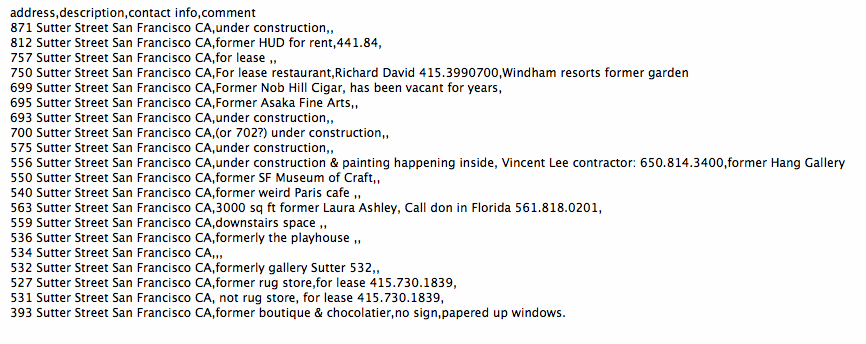 address,description,contact info,comment
871 Sutter Street San Francisco CA,under construction,,
812 Sutter Street San Francisco CA,former HUD for rent,441.84,
757 Sutter Street San Francisco CA,for lease ,,
750 Sutter Street San Francisco CA,For lease restaurant,Richard David 415.3990700,Windham resorts former garden
699 Sutter Street San Francisco CA,Former Nob Hill Cigar, has been vacant for years,
695 Sutter Street San Francisco CA,Former Asaka Fine Arts,,
693 Sutter Street San Francisco CA,under construction,,
700 Sutter Street San Francisco CA,(or 702?) under construction,,
575 Sutter Street San Francisco CA,under construction,,
556 Sutter Street San Francisco CA,under construction & painting happening inside, Vincent Lee contractor: 650.814.3400,former Hang Gallery
550 Sutter Street San Francisco CA,former SF Museum of Craft,,
540 Sutter Street San Francisco CA,former weird Paris cafe ,,
563 Sutter Street San Francisco CA,3000 sq ft former Laura Ashley, Call don in Florida 561.818.0201,
559 Sutter Street San Francisco CA,downstairs space ,,
536 Sutter Street San Francisco CA,formerly the playhouse ,,
534 Sutter Street San Francisco CA,,,
532 Sutter Street San Francisco CA,formerly gallery Sutter 532,,
527 Sutter Street San Francisco CA,former rug store,for lease 415.730.1839,
531 Sutter Street San Francisco CA, not rug store, for lease 415.730.1839,
393 Sutter Street San Francisco CA,former boutique & chocolatier,no sign,papered up windows.